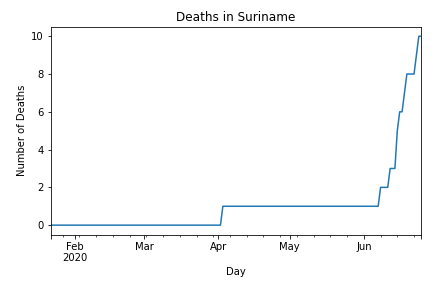 Deaths in Suriname
10
8
6
4
2
0
Number of Deaths
Feb
2020
Mar
Apr
May
Jun
Day